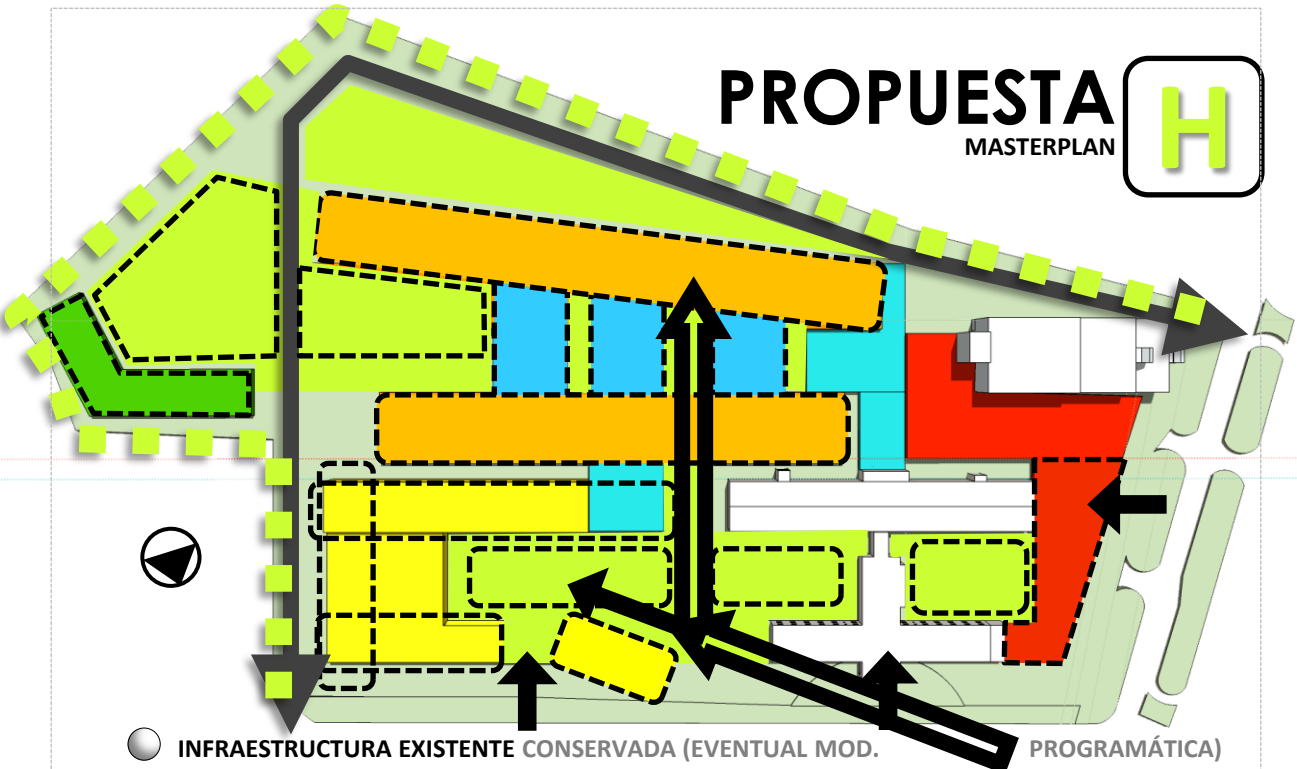 PROPUESTA
MASTERPLAN
H
INFRAESTRUCTURA EXISTENTE CONSERVADA (EVENTUAL MOD. PROGRAMÁTICA)